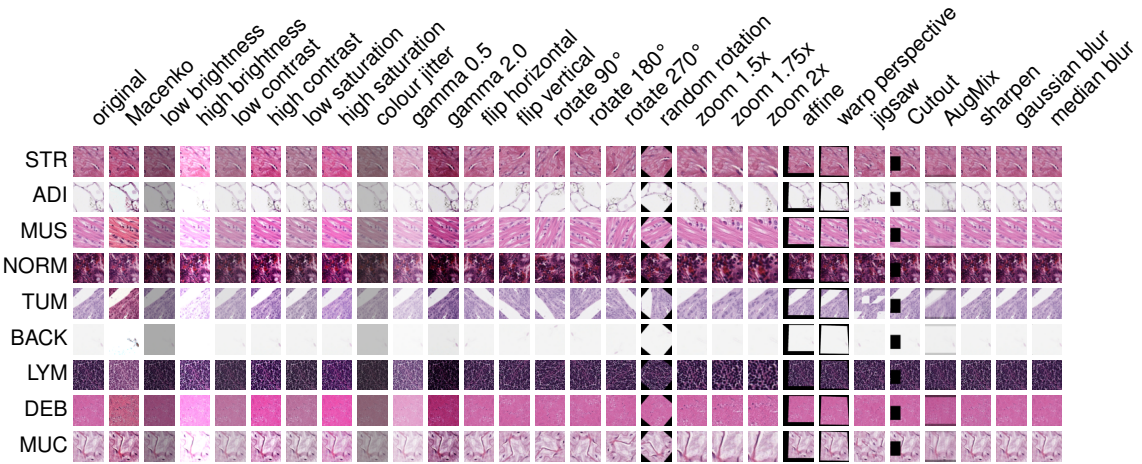 original
Macenko
low brightness
high brightness
low contrast
high contrast
low saturation
high saturation
colour jitter
gamma 0.5
gamma 2.0
flip horizontal
flip vertical
rotate 90°
rotate 180°
rotate 270°
random rotation
zoom 1.5x
zoom 1.75x
zoom 2x
affine
warp perspective
jigsaw
Cutout
AugMix
sharpen
gaussian blur
median blur
STR
ADI
MUS
NORM
TUM
BACK
LYM
DEB
MUC